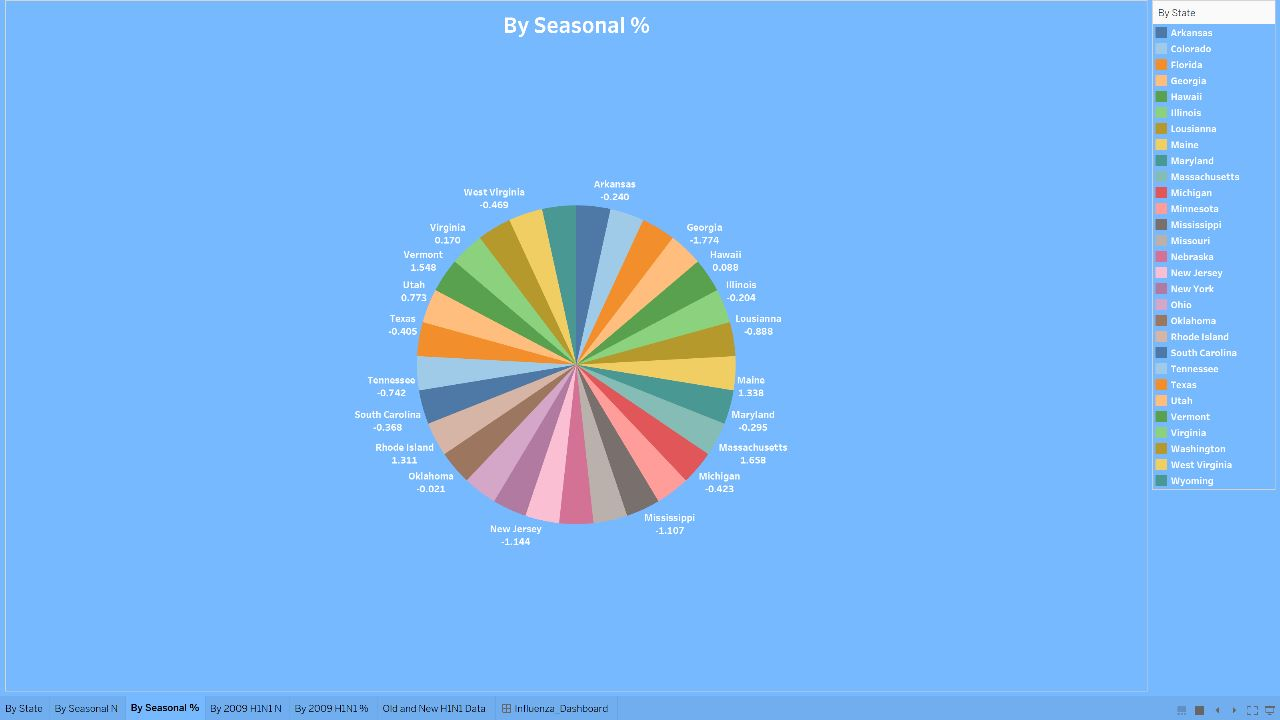 By Seasonal %
By State
Arkansas
Colorado
Florida
Georgia
Hawaii
Illinois
Lousianna
Maine
Maryland
Massachusetts
Michigan
Minnesota
Mississippi
Missouri
Nebraska
New Jersey
New York
Ohio
Oklahoma
Rhode Island
South Carolina
Tennessee
Texas
Utah
Vermont
Virginia
Washington
West Virginia
Wyoming
Arkansas
-0.240
Georgia
-1.774
Hawaii
0.088
Illinois
-0.204
Lousianna
-0.888
Maine
1.338
Maryland
-0.295
Massachusetts
1.658
Michigan
-0.423
Mississippi
-1.107
New Jersey
-1.144
Oklahoma
-0.021
Rhode Island
1.311
South Carolina
-0.368
Tennessee
-0.742
Texas
-0.405
Utah
0.773
Vermont
1.548
Virginia
0.170
West Virginia
-0.469
By State
By Seasonal N
By Seasonal %
By 2009 H1N1 N
By 2009 H1N1 %
Old and New H1N1 Data
Influenza_Dashboard